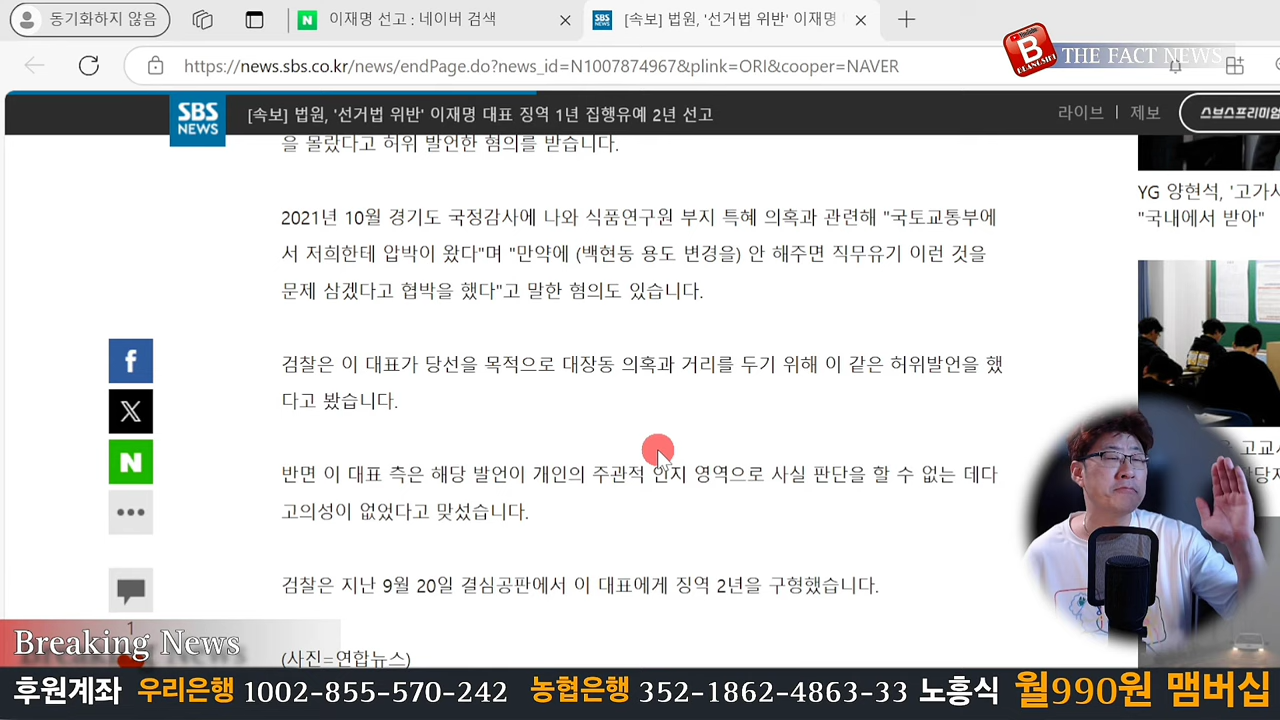 동기화하지 않음
이재명 선고 : 네이버 검색
[속보] 법원, '선거법 위반' 이재명
https://news.sbs.co.kr/news/endPage.do?news_id=N1007874967&plink=ORI&cooper=NAVER
THE FACT NEWS
SBS NEWS
[속보] 법원, '선거법 위반' 이재명 대표 징역 1년 집행유예 2년 선고
라이브
제보
스브스프리미엄
을 몰랐다고 허위 발언한 혐의를 받습니다.
2021년 10월 경기도 국정감사에 나와 식품연구원 부지 특혜 의혹과 관련해 "국토교통부에
서 저희한테 압박이 왔다"며 "만약에 (백현동 용도 변경을) 안 해주면 직무유기 이런 것을
문제 삼겠다고 협박을 했다"고 말한 혐의도 있습니다.
검찰은 이 대표가 당선을 목적으로 대장동 의혹과 거리를 두기 위해 이 같은 허위발언을 했
다고 봤습니다.
반면 이 대표 측은 해당 발언이 개인의 주관적 인지 영역으로 사실 판단을 할 수 없는 데다
고의성이 없었다고 맞섰습니다.
검찰은 지난 9월 20일 결심공판에서 이 대표에게 징역 2년을 구형했습니다.
(사진=연합뉴스)
YG 양현석, '고가시
"국내에서 받아"
고교시
1
Breaking News
후원계좌 우리은행 1002-855-570-242 농협은행 352-1862-4863-33 노흥식 월990원 맴버십